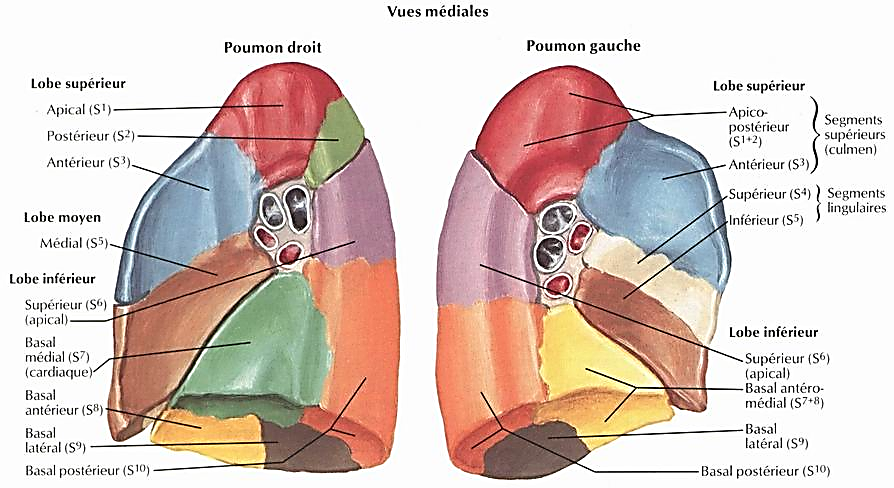 Vues médiales
Poumon droit
Lobe supérieur
Apical (S1)
Postérieur (S2)
Antérieur (S3)
Lobe moyen
Médial (S5)
Lobe inférieur
Supérieur (S6)
(apical)
Basal
médial (S7)
(cardiaque)
Basal
antérieur (S8)
Basal
latéral (S9)
Basal postérieur (S10)
Poumon gauche
Lobe supérieur
Apico-
postérieur
(S1+2)
Antérieur (S3)
Segments
supérieurs
(culmen)
Supérieur (S4)
Inférieur (S5)
Segments
lingulaires
Lobe inférieur
Supérieur (S6)
(apical)
Basal antéro-
médial (S7+8)
Basal
latéral (S9)
Basal postérieur (S10)